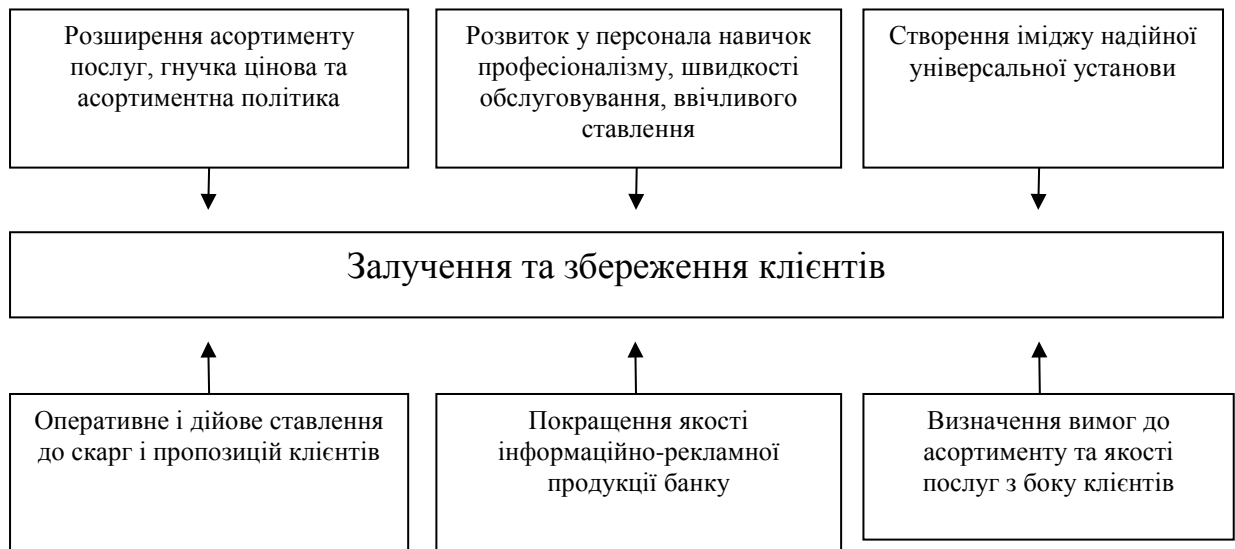 Розширення асортименту
послуг, гнучка цінова та
асортиментна політика
Розвиток у персонала навичок
професіоналізму, швидкості
обслуговування, ввічливого
ставлення
Створення іміджу надійної
універсальної установи
Залучення та збереження клієнтів
Оперативне і дійове ставлення
до скарг і пропозицій клієнтів
Покращення якості
інформаційно-рекламної
продукції банку
Визначення вимог до
асортименту та якості
послуг з боку клієнтів